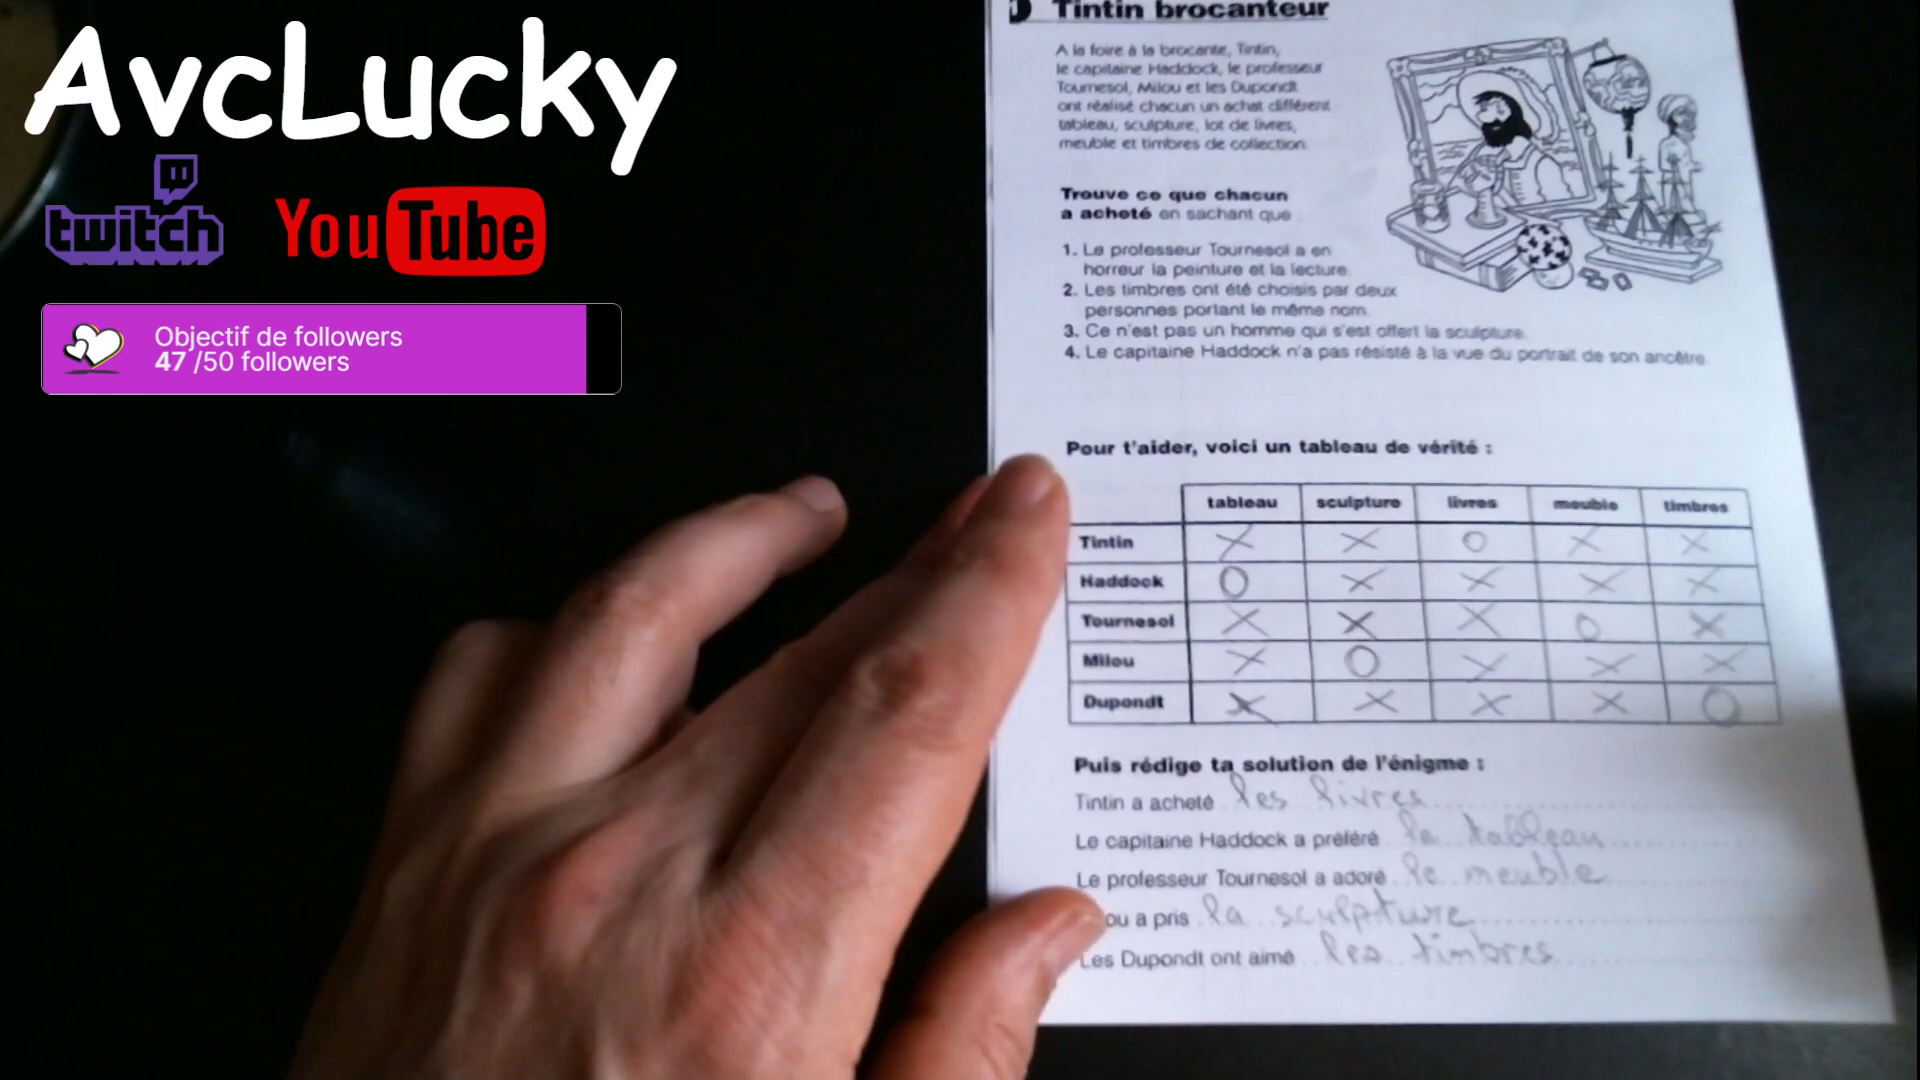 AvcLucky
twitch
YouTube
Objectif de followers
47 /50 followers
Tintin brocanteur
A la foire à la brocante, Tintin,
le capitaine Haddock, le professeur
Tournesol, Milou et les Dupondt
ont réalisé chacun un achat différent
tableau, sculpture, lot de livres,
meuble et timbres de collection.
Trouve ce que chacun
a acheté en sachant que
1. Le professeur Tournesol a en
horreur la peinture et la lecture.
2. Les timbres ont été choisis par deux
personnes portant le même nom.
3. Ce n'est pas un homme qui s'est offert la sculpture.
4. Le capitaine Haddock n'a pas résisté à la vue du portrait de son ancêtre.
Pour t'aider, voici un tableau de vérité :
tableau sculpture livres meuble timbres
Tintin X X O X X
Haddock O X X X X
Tournesol X X X O X
Milou X O X X X
Dupondt X X X X O
Puis rédige ta solution de l'énigme :
Tintin a acheté les livres
Le capitaine Haddock a préféré le tableau
Le professeur Tournesol a adoré le meuble
ou a pris la sculpture
Les Dupondt ont aimé les timbres